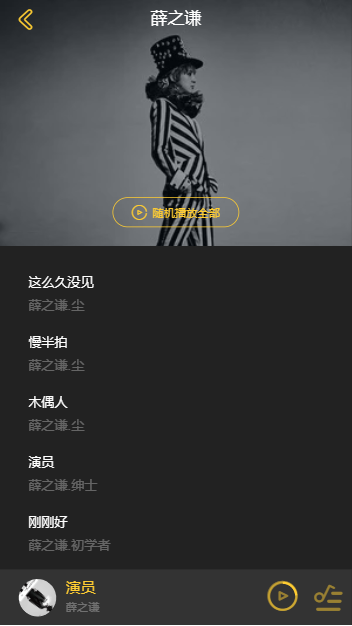 薛之谦
随机播放全部
这么久没见
薛之谦.尘
慢半拍
薛之谦.尘
木偶人
薛之谦.尘
演员
薛之谦.绅士
刚刚好
薛之谦.初学者
演员
薛之谦